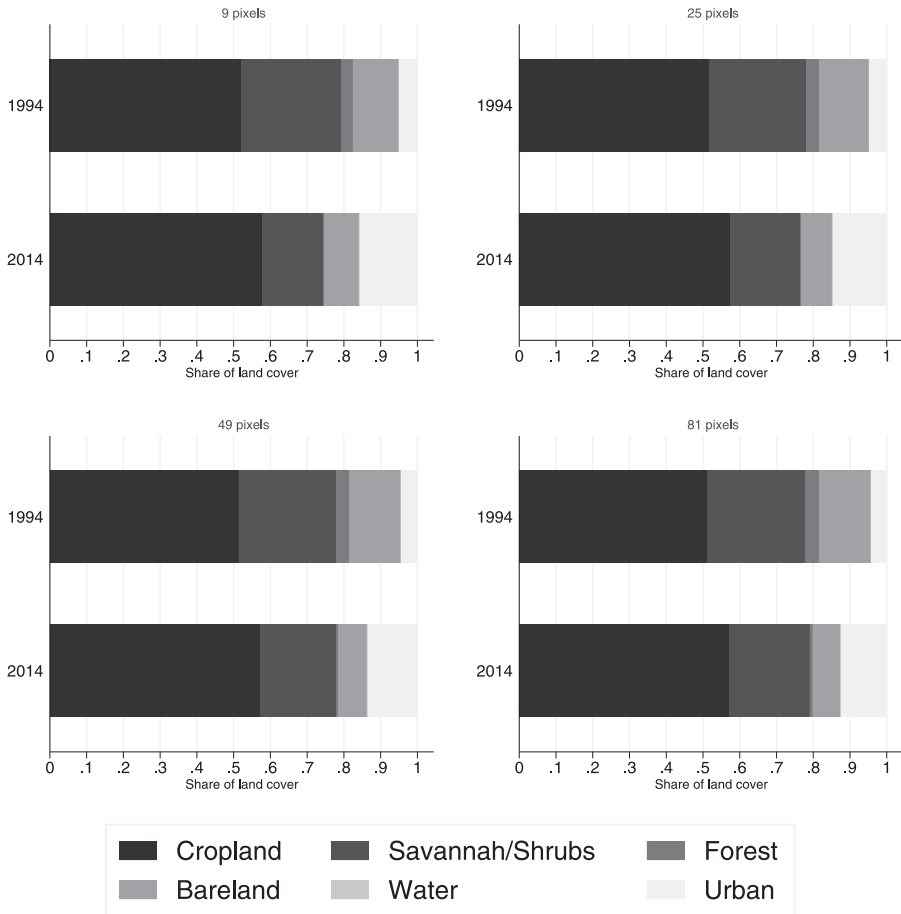 9 pixels
1994
2014
0 .1 .2 .3 .4 .5 .6 .7 .8 .9 1
Share of land cover
25 pixels
1994
2014
0 .1 .2 .3 .4 .5 .6 .7 .8 .9 1
Share of land cover
49 pixels
1994
2014
0 .1 .2 .3 .4 .5 .6 .7 .8 .9 1
Share of land cover
81 pixels
1994
2014
0 .1 .2 .3 .4 .5 .6 .7 .8 .9 1
Share of land cover
Cropland Savannah/Shrubs Forest
Bareland Water Urban